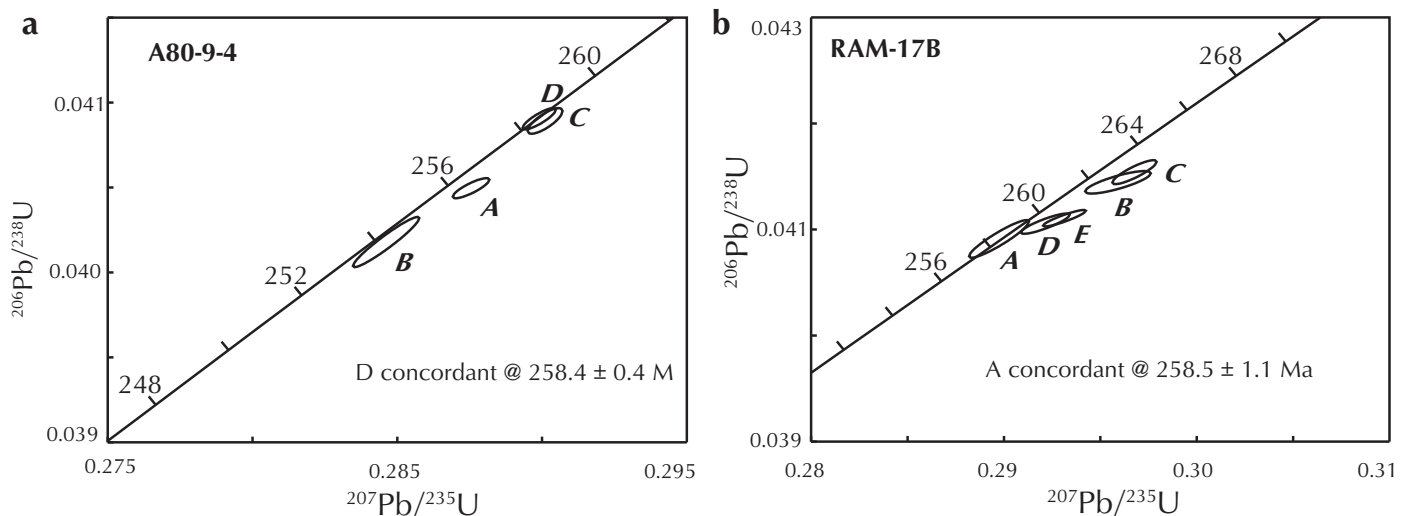 a
A80-9-4
260
0.041
D
C
256
A
²⁰⁶Pb/²³⁸U
0.040
252
B
D concordant @ 258.4 ± 0.4 M
248
0.039
0.275
0.285
0.295
²⁰⁷Pb/²³⁵U
b
0.043
RAM-17B
268
264
C
260
B
²⁰⁶Pb/²³⁸U
0.041
E
D
A
256
A concordant @ 258.5 ± 1.1 Ma
0.039
0.28
0.29
0.30
0.31
²⁰⁷Pb/²³⁵U